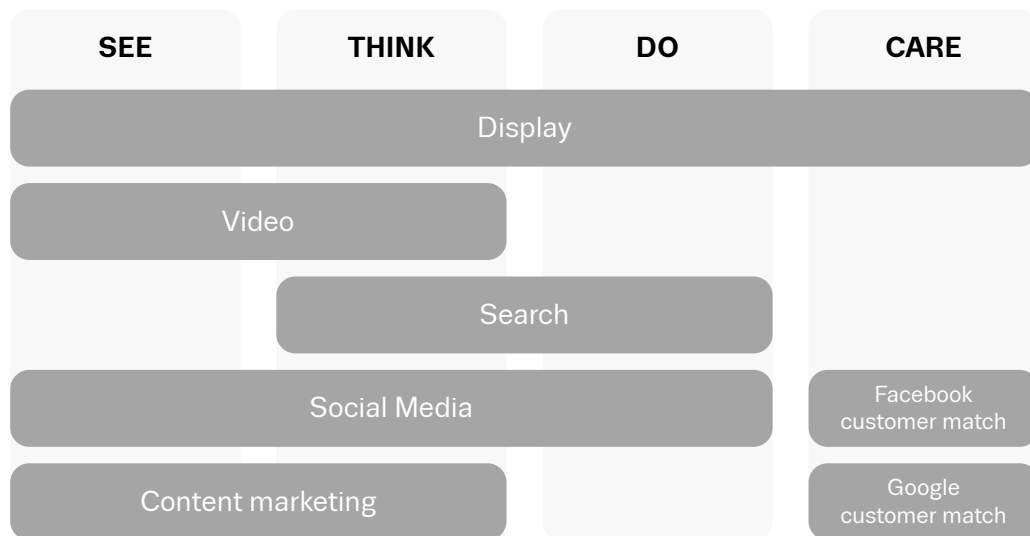 SEE THINK DO CARE
Display
Video
Search
Social Media
Facebook
customer match
Content marketing
Google
customer match